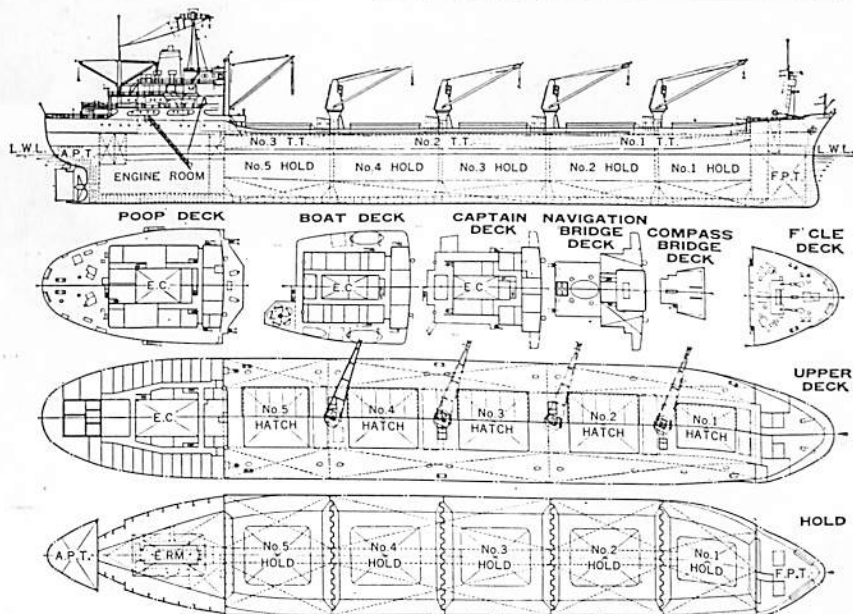 No.3 T.T. No.2 T.T. No.1 T.T.
L.W.L. A.P.T. L.W.L.
ENGINE ROOM No.5 HOLD No.4 HOLD No.3 HOLD No.2 HOLD No.1 HOLD F.P.T.
POOP DECK
BOAT DECK
CAPTAIN
DECK
NAVIGATION
BRIDGE
DECK
COMPASS
BRIDGE
DECK
F'CLE
DECK
E.C.
E.C.
E.C
UPPER
DECK
E.C
No.5
HATCH
No.4
HATCH
No.3
HATCH
No.2
HATCH
No.1
HATCH
HOLD
A.P.T.
E.RM
No.5
HOLD
No.4
HOLD
No.3
HOLD
No.2
HOLD
No.1
HOLD
F.P.T.